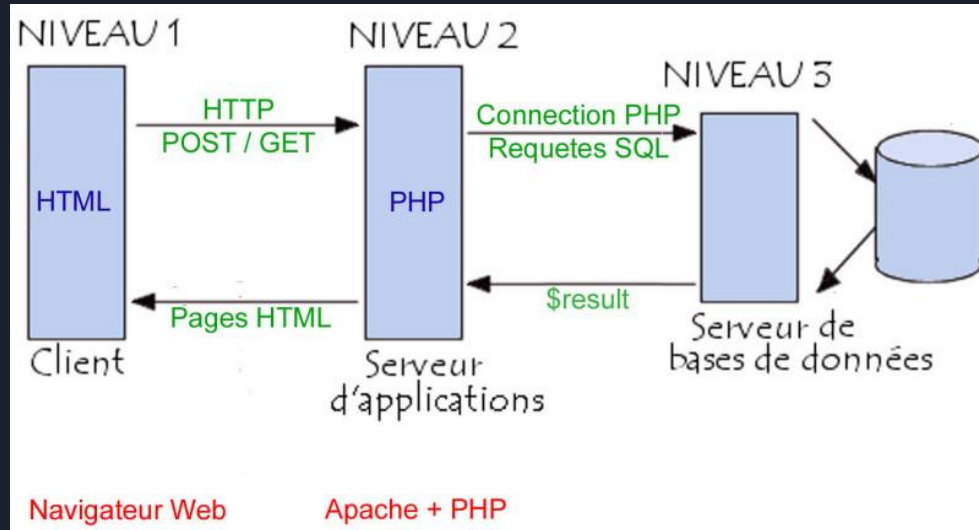 NIVEAU 1
NIVEAU 2
NIVEAU 3
HTTP
POST / GET
Connection PHP
Requetes SQL
HTML
PHP
Pages HTML
$result
Client
Serveur
d'applications
Serveur de
bases de données
Navigateur Web
Apache + PHP